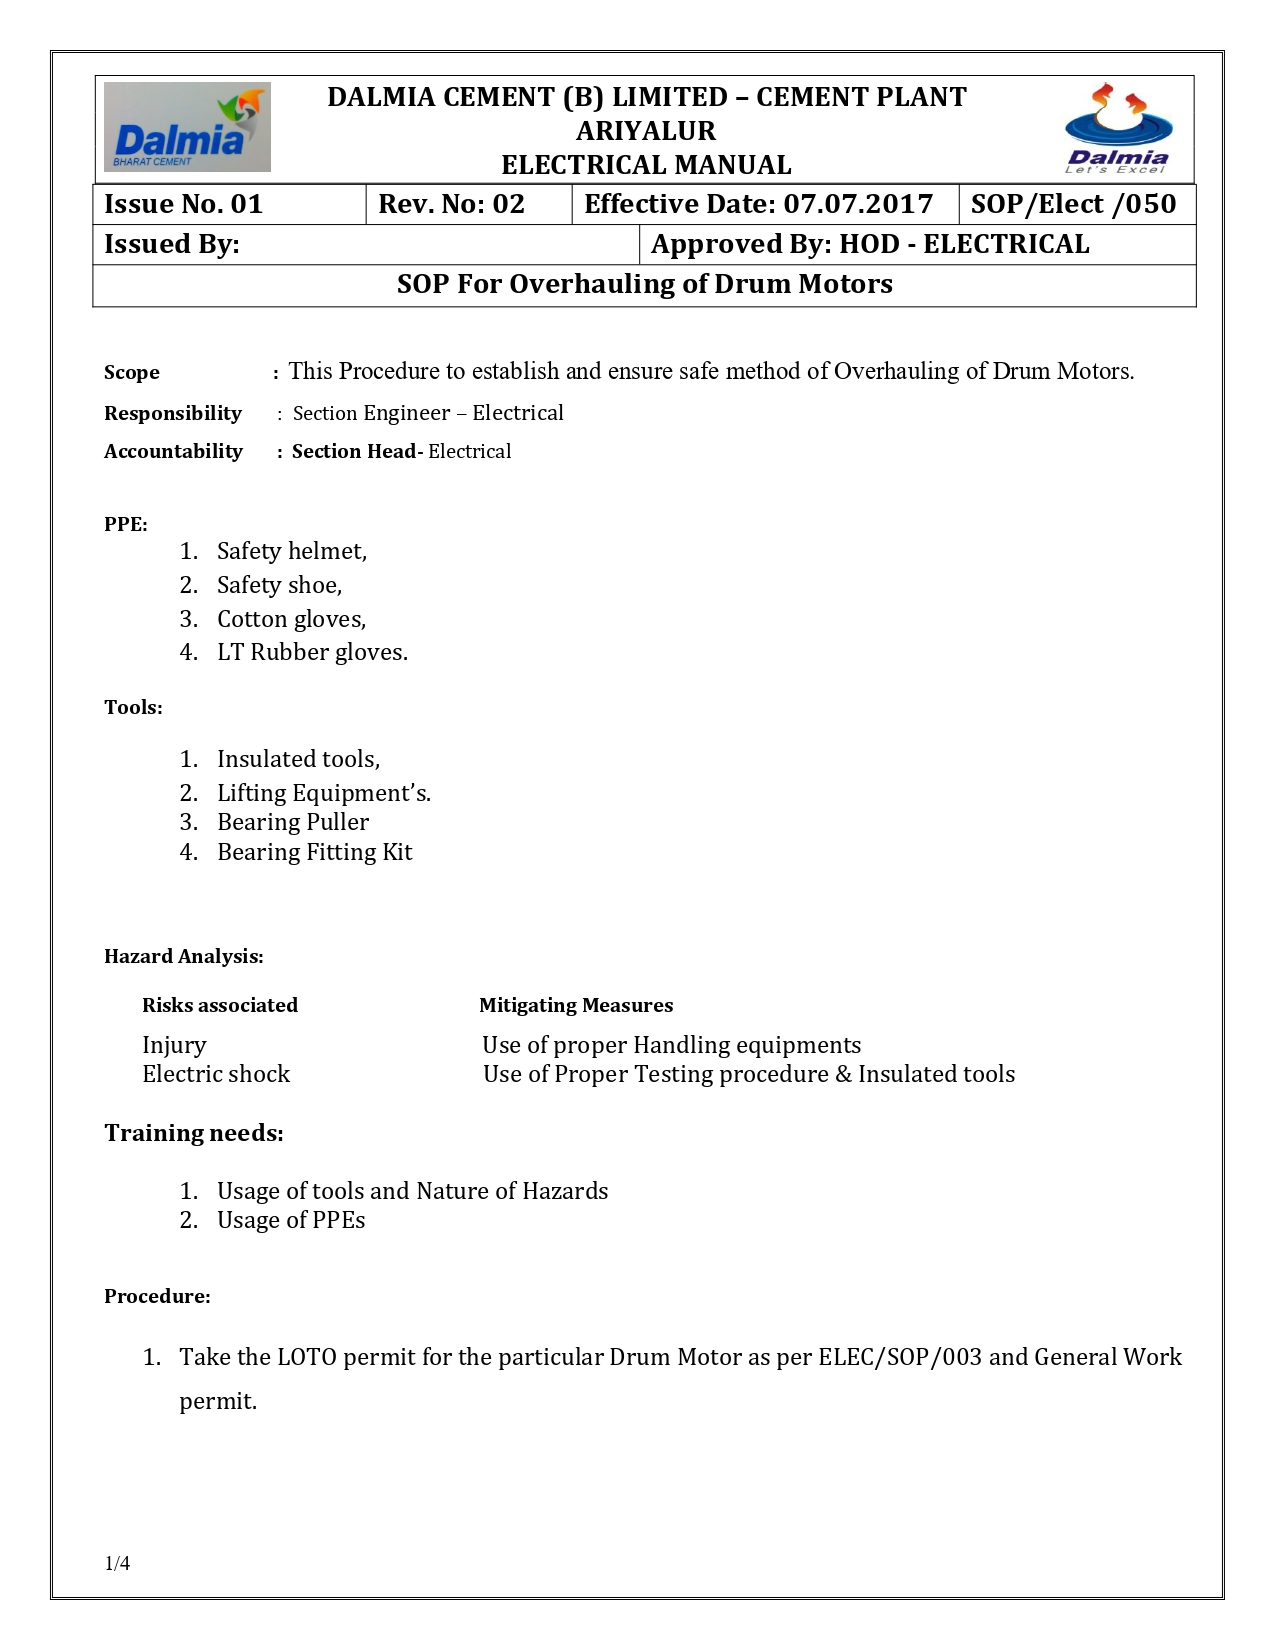 Dalmia
BHARAT CEMENT
DALMIA CEMENT (B) LIMITED – CEMENT PLANT
ARIYALUR
ELECTRICAL MANUAL
Dalmia
Let's Excel
Issue No. 01 Rev. No: 02 Effective Date: 07.07.2017 SOP/Elect /050
Issued By: Approved By: HOD - ELECTRICAL
SOP For Overhauling of Drum Motors
Scope : This Procedure to establish and ensure safe method of Overhauling of Drum Motors.
Responsibility : Section Engineer – Electrical
Accountability : Section Head- Electrical
PPE:
1. Safety helmet,
2. Safety shoe,
3. Cotton gloves,
4. LT Rubber gloves.
Tools:
1. Insulated tools,
2. Lifting Equipment’s.
3. Bearing Puller
4. Bearing Fitting Kit
Hazard Analysis:
Risks associated Mitigating Measures
Injury Use of proper Handling equipments
Electric shock Use of Proper Testing procedure & Insulated tools
Training needs:
1. Usage of tools and Nature of Hazards
2. Usage of PPEs
Procedure:
1. Take the LOTO permit for the particular Drum Motor as per ELEC/SOP/003 and General Work
permit.
1/4